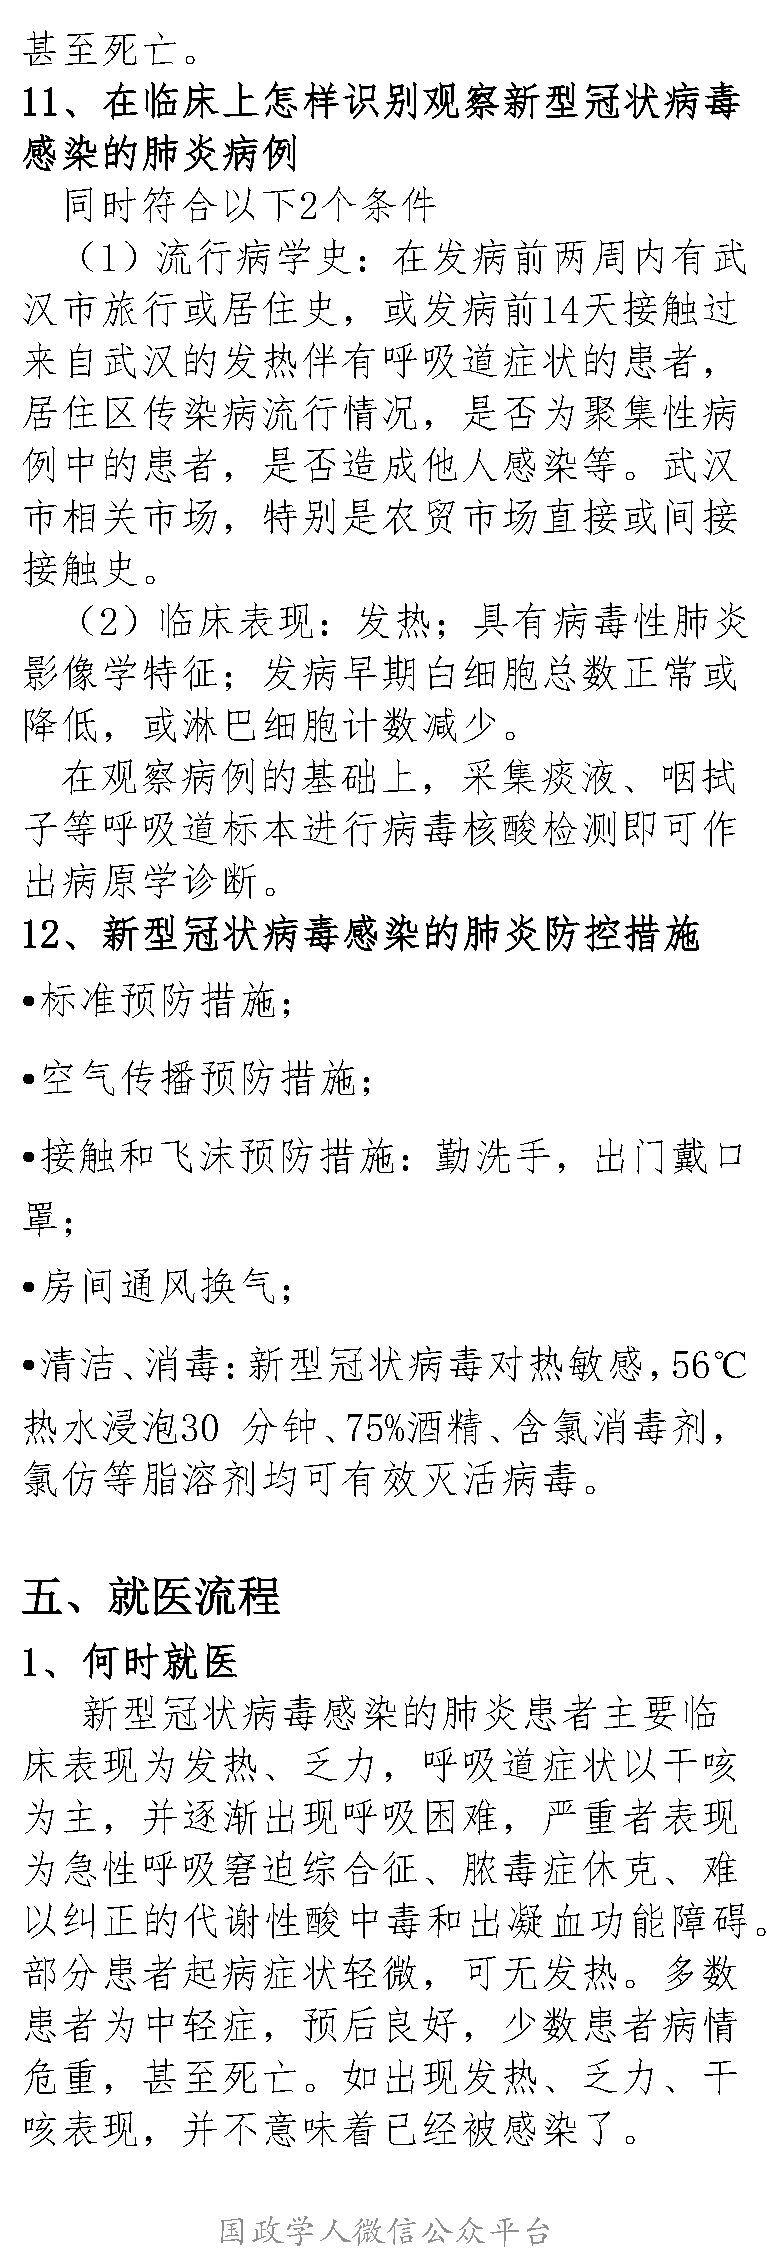 甚至死亡。
11、在临床上怎样识别观察新型冠状病毒
感染的肺炎病例
同时符合以下2个条件
（1）流行病学史：在发病前两周内有武
汉市旅行或居住史，或发病前14天接触过
来自武汉的发热伴有呼吸道症状的患者，
居住区传染病流行情况，是否为聚集性病
例中的患者，是否造成他人感染等。武汉
市相关市场，特别是农贸市场直接或间接
接触史。
（2）临床表现：发热；具有病毒性肺炎
影像学特征；发病早期白细胞总数正常或
降低，或淋巴细胞计数减少。
在观察病例的基础上，采集痰液、咽拭
子等呼吸道标本进行病毒核酸检测即可作
出病原学诊断。
12、新型冠状病毒感染的肺炎防控措施
•标准预防措施；
•空气传播预防措施；
•接触和飞沫预防措施：勤洗手，出门戴口
罩；
•房间通风换气；
•清洁、消毒：新型冠状病毒对热敏感，56℃
热水浸泡30 分钟、75%酒精、含氯消毒剂，
氯仿等脂溶剂均可有效灭活病毒。
五、就医流程
1、何时就医
新型冠状病毒感染的肺炎患者主要临
床表现为发热、乏力，呼吸道症状以干咳
为主，并逐渐出现呼吸困难，严重者表现
为急性呼吸窘迫综合征、脓毒症休克、难
以纠正的代谢性酸中毒和出凝血功能障碍。
部分患者起病症状轻微，可无发热。多数
患者为中轻症，预后良好，少数患者病情
危重，甚至死亡。如出现发热、乏力、干
咳表现，并不意味着已经被感染了。
国政学人微信公众平台